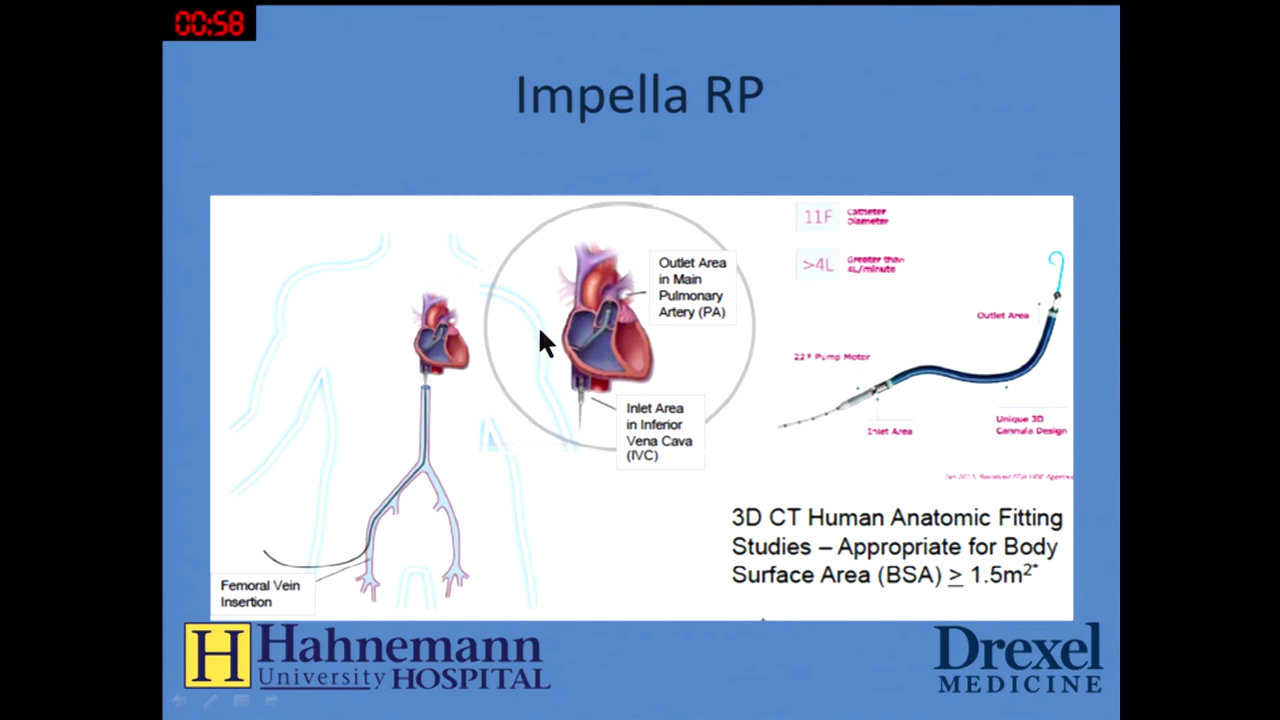 00:58
Impella RP
11F
Catheter
Diameter
>4L
Greater than
4L/minute
Outlet Area
in Main
Pulmonary
Artery (PA)
Outlet Area
22 F Pump Motor
Inlet Area
in Inferior
Vena Cava
(IVC)
Inlet Area
Unique 3D
Cannula Design
3D CT Human Anatomic Fitting
Studies – Appropriate for Body
Surface Area (BSA) ≥ 1.5m²*
Femoral Vein
Insertion
H Hahnemann
University HOSPITAL
Drexel
MEDICINE